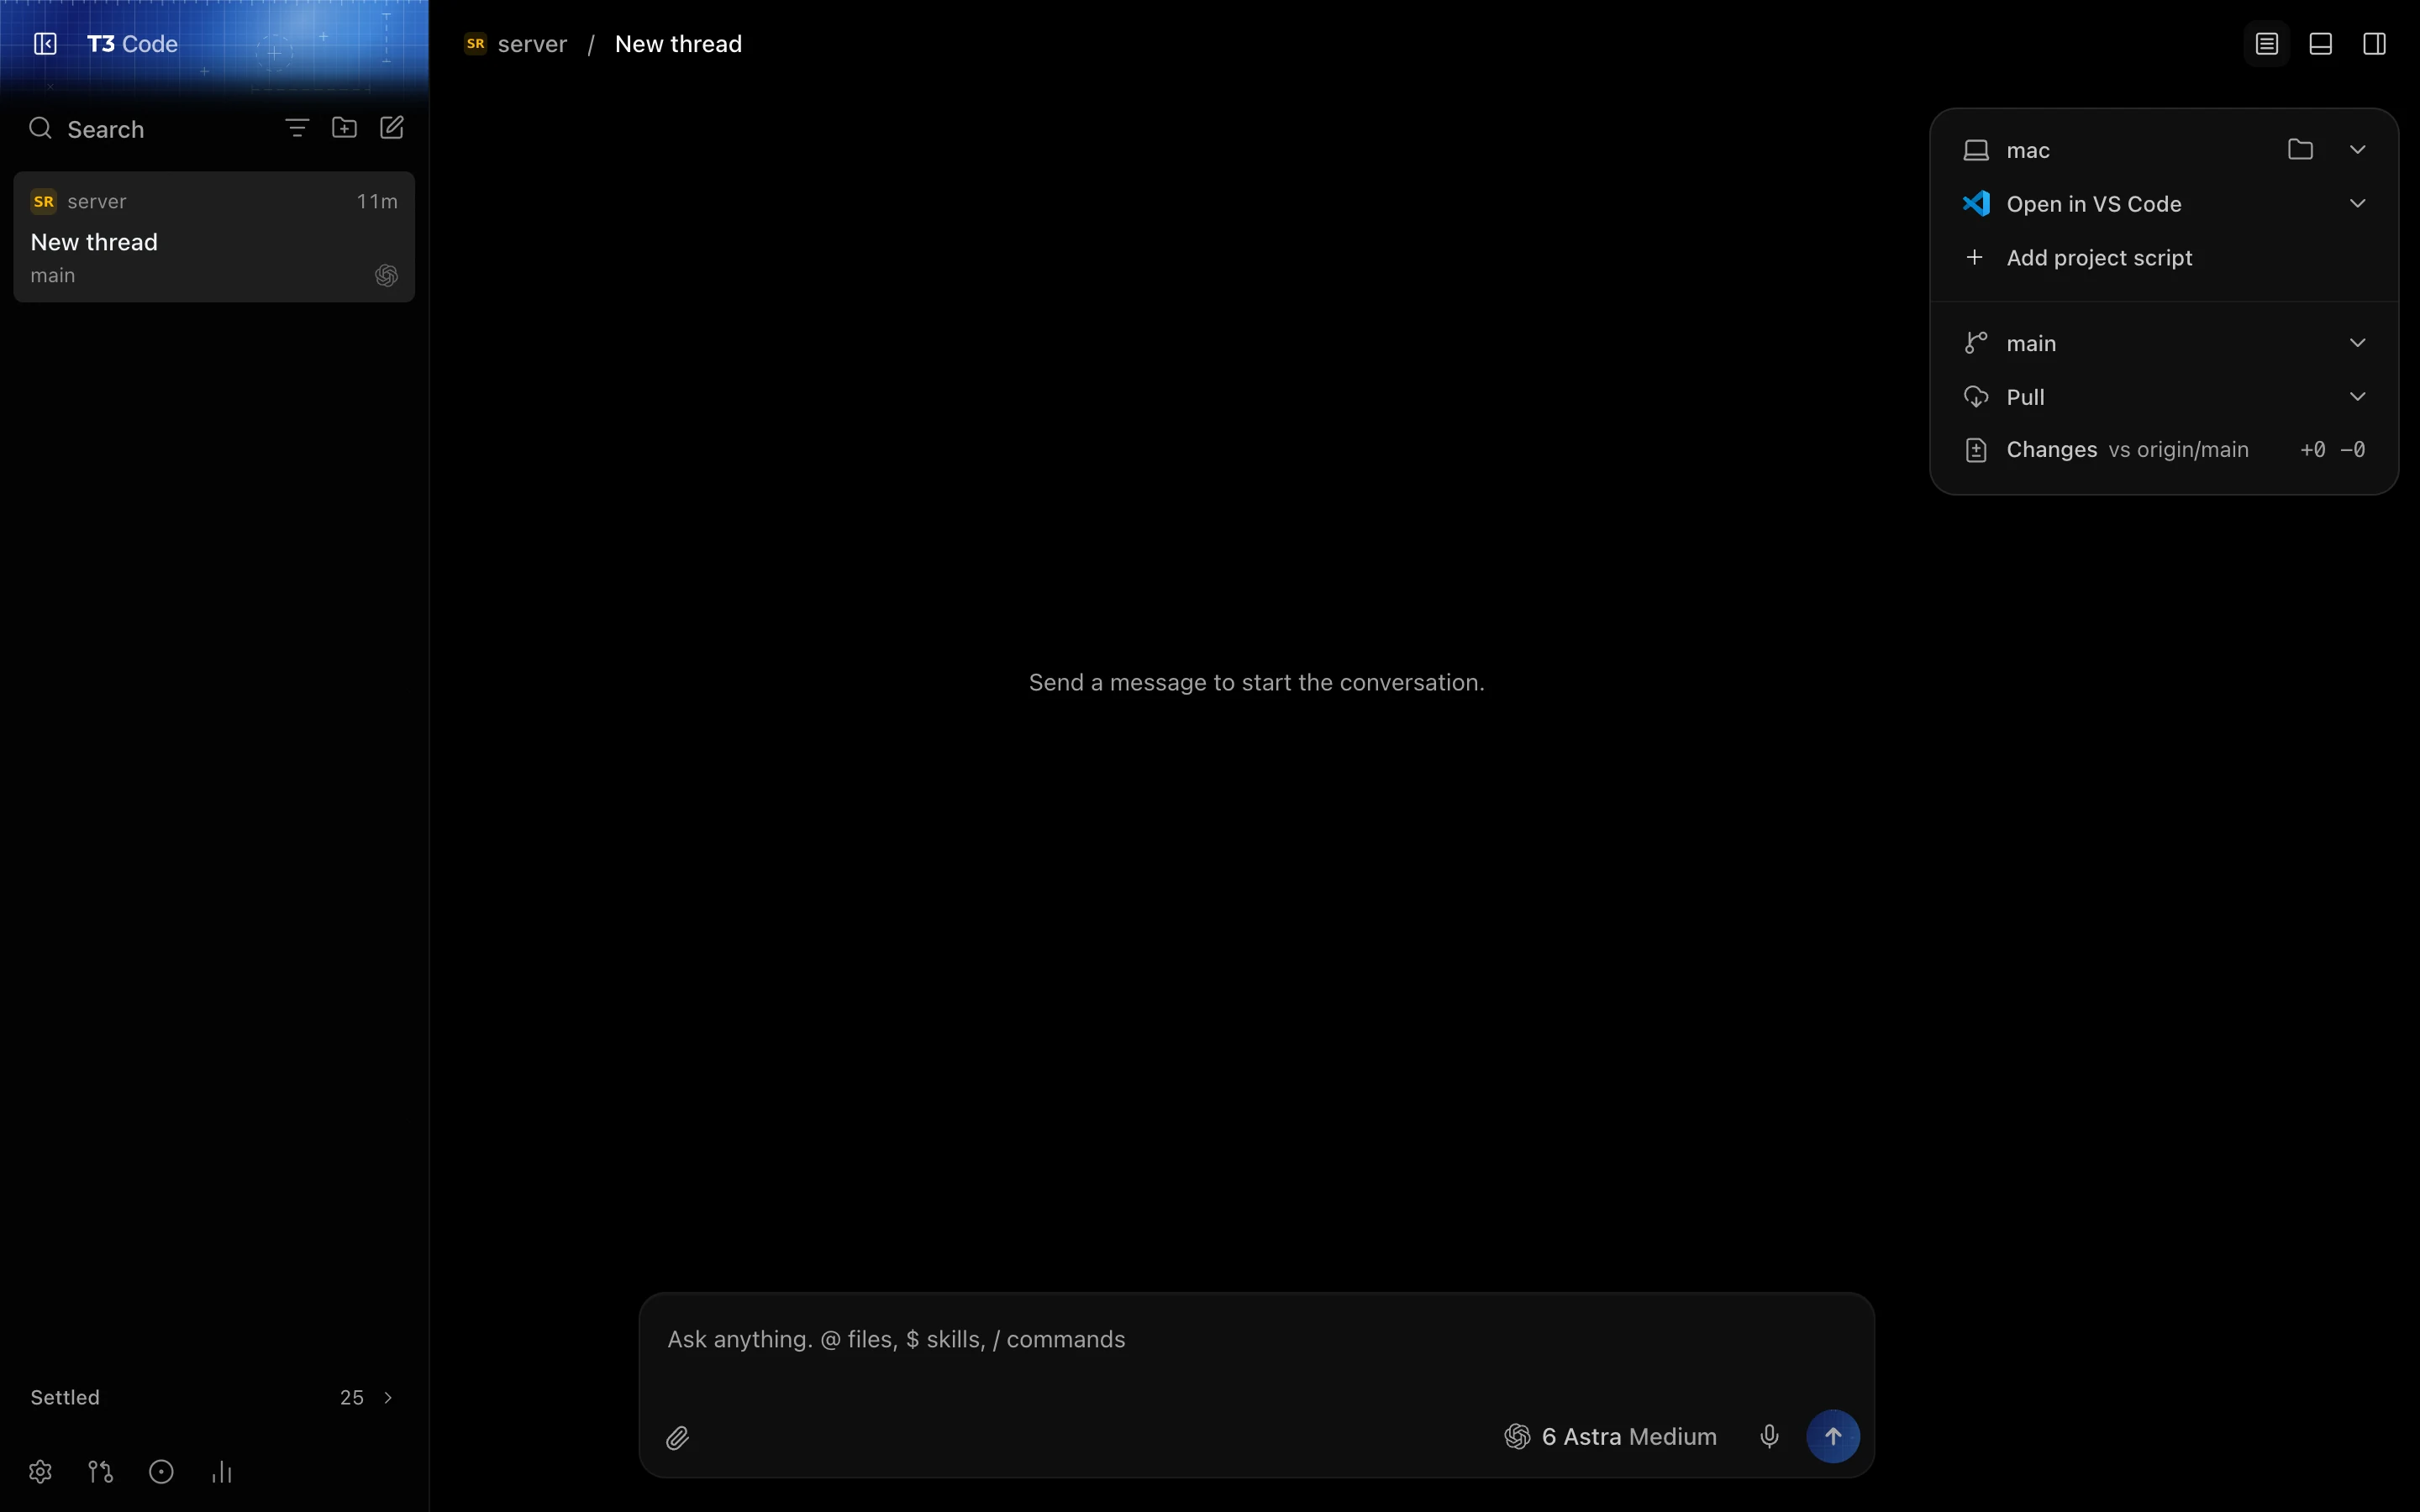 T3 Code
Search
SR server 11m
New thread
main
Settled 25
SR server / New thread
mac
Open in VS Code
Add project script
main
Pull
Changes vs origin/main +0 −0
Send a message to start the conversation.
Ask anything. @ files, $ skills, / commands
6 Astra Medium